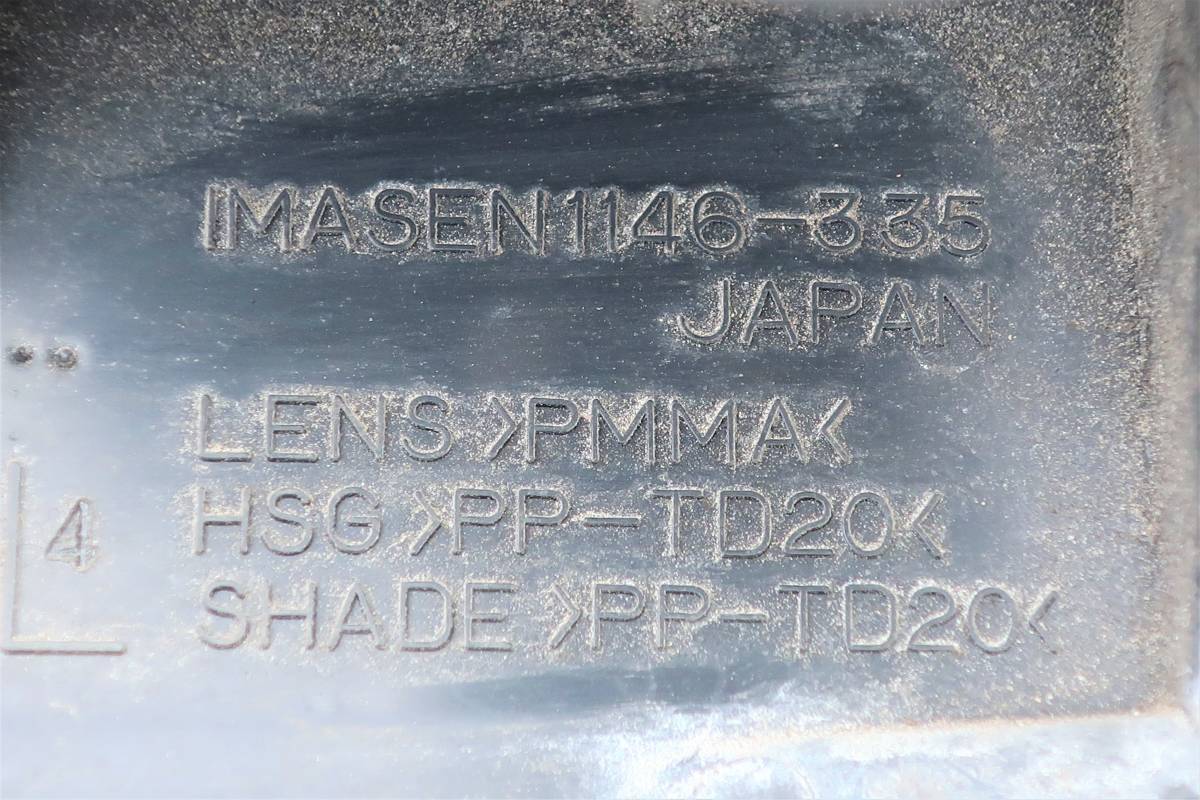 IMASEN 1146-335
JAPAN
LENS >PMMA<
HSG >PP-TD20<
4
SHADE >PP-TD20<